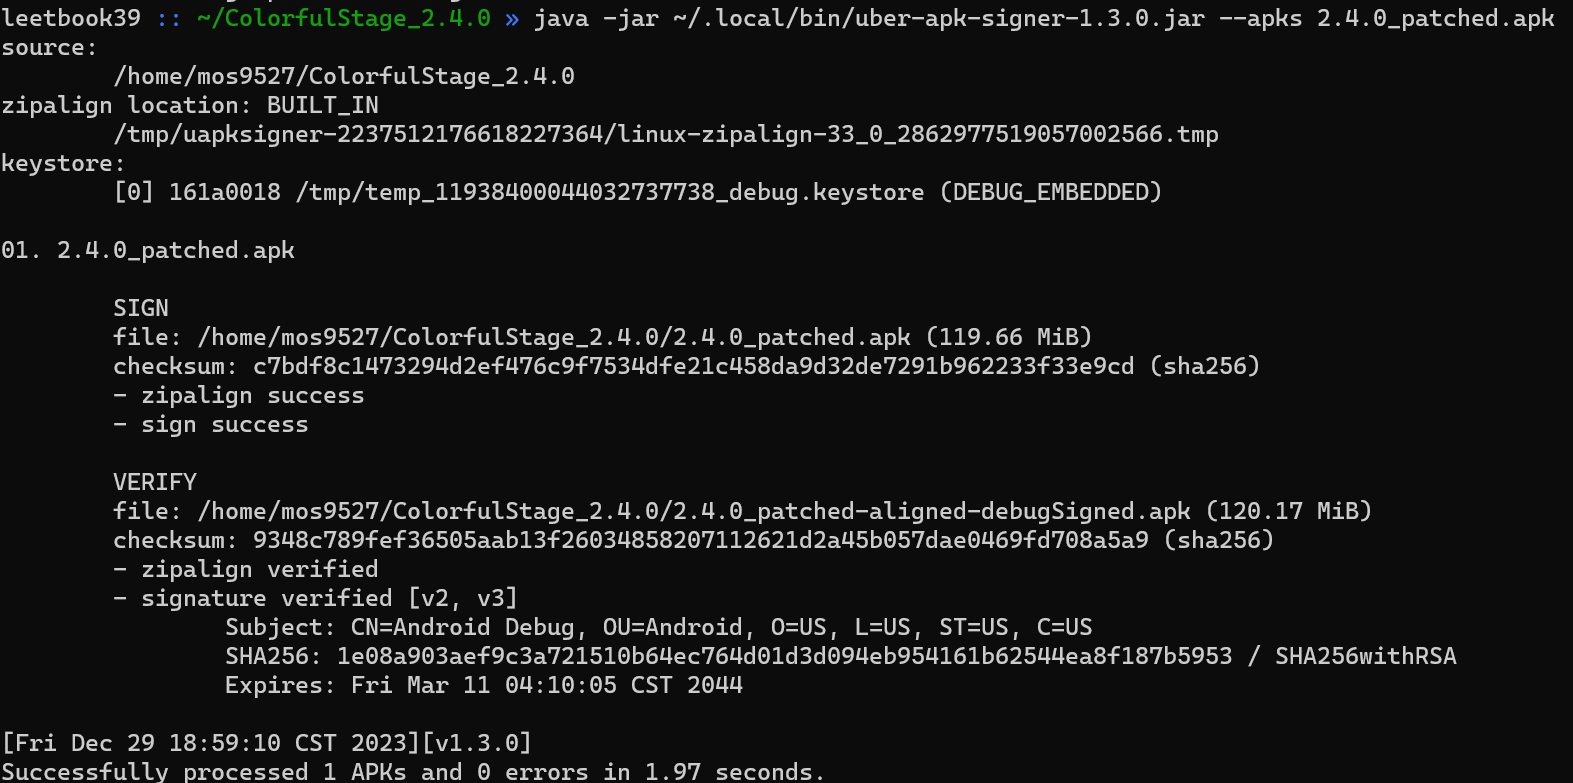 leetbook39 :: ~/ColorfulStage_2.4.0 » java -jar ~/.local/bin/uber-apk-signer-1.3.0.jar --apks 2.4.0_patched.apk
source:
/home/mos9527/ColorfulStage_2.4.0
zipalign location: BUILT_IN
/tmp/uapksigner-2237512176618227364/linux-zipalign-33_0_2862977519057002566.tmp
keystore:
[0] 161a0018 /tmp/temp_11938400044032737738_debug.keystore (DEBUG_EMBEDDED)
01. 2.4.0_patched.apk
SIGN
file: /home/mos9527/ColorfulStage_2.4.0/2.4.0_patched.apk (119.66 MiB)
checksum: c7bdf8c1473294d2ef476c9f7534dfe21c458da9d32de7291b962233f33e9cd (sha256)
- zipalign success
- sign success
VERIFY
file: /home/mos9527/ColorfulStage_2.4.0/2.4.0_patched-aligned-debugSigned.apk (120.17 MiB)
checksum: 9348c789fef36505aab13f26034858207112621d2a45b057dae0469fd708a5a9 (sha256)
- zipalign verified
- signature verified [v2, v3]
Subject: CN=Android Debug, OU=Android, O=US, L=US, ST=US, C=US
SHA256: 1e08a903aef9c3a721510b64ec764d01d3d094eb954161b62544ea8f187b5953 / SHA256withRSA
Expires: Fri Mar 11 04:10:05 CST 2044
[Fri Dec 29 18:59:10 CST 2023][v1.3.0]
Successfully processed 1 APKs and 0 errors in 1.97 seconds.